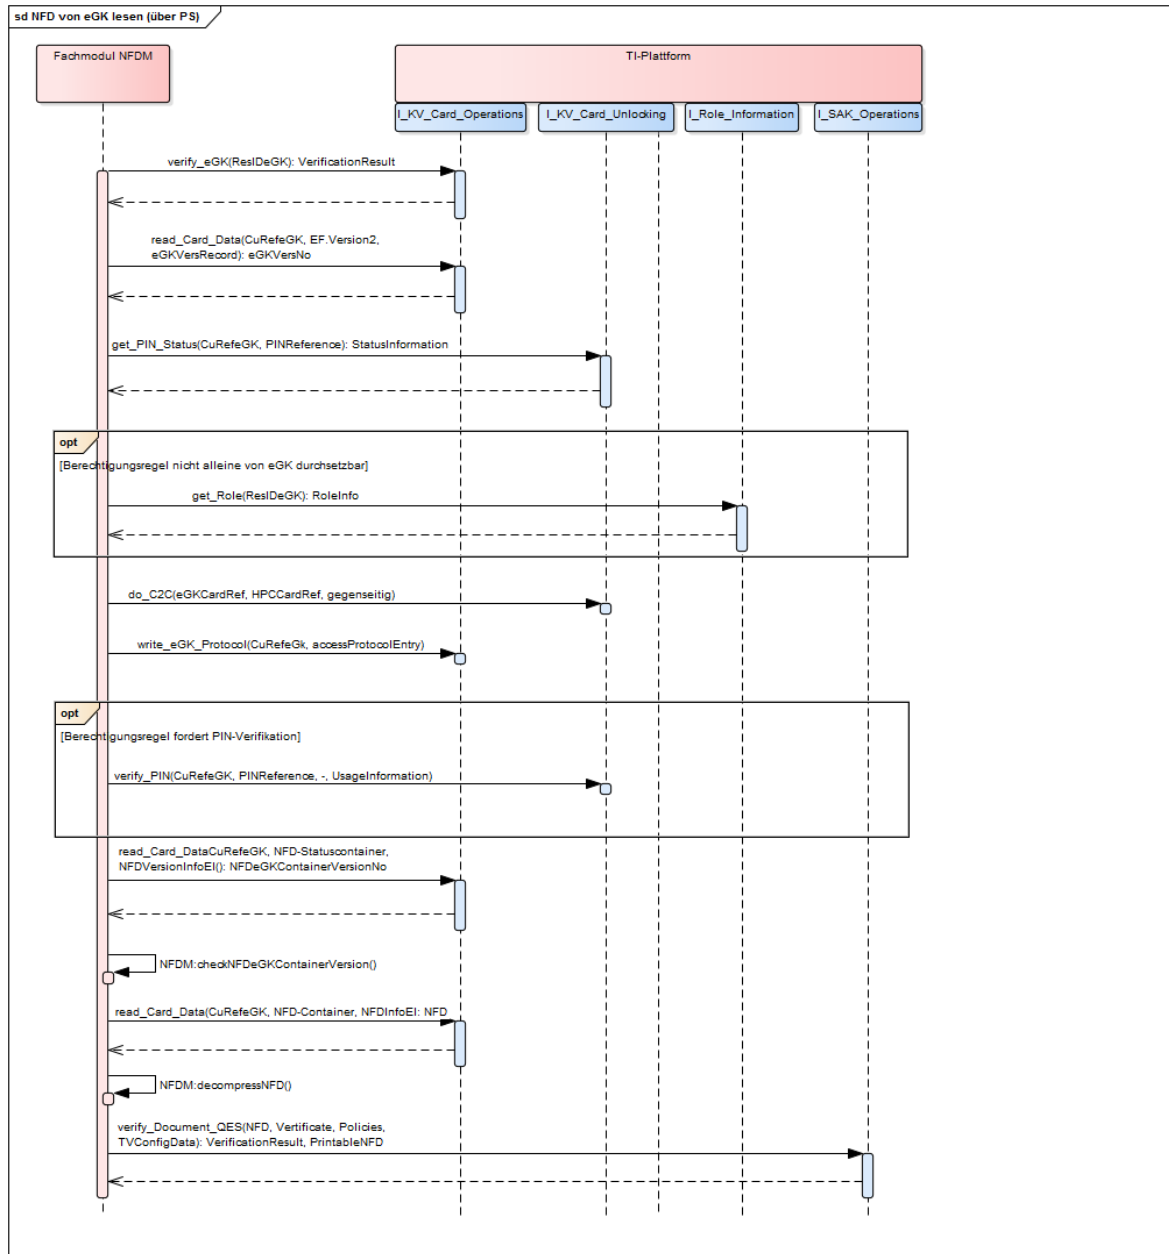 sd NFD von eGK lesen (über PS)
Fachmodul NFDM
TI-Plattform
I_KV_Card_Operations
I_KV_Card_Unlocking
I_Role_Information
I_SAK_Operations
verify_eGK(ResIDeGK): VerificationResult
read_Card_Data(CuRefeGK, EF.Version2,
eGKVersRecord): eGKVersNo
get_PIN_Status(CuRefeGK, PINReference): StatusInformation
opt
[Berechtigungsregel nicht alleine von eGK durchsetzbar]
get_Role(ResIDeGK): RoleInfo
do_C2C(eGKCardRef, HPCCardRef, gegenseitig)
write_eGK_Protocol(CuRefeGk, accessProtocolEntry)
opt
[Berechtigungsregel fordert PIN-Verifikation]
verify_PIN(CuRefeGK, PINReference, -, UsageInformation)
read_Card_DataCuRefeGK, NFD-Statuscontainer,
NFDVersionInfoEl(): NFDeGKContainerVersionNo
NFDM:checkNFDeGKContainerVersion()
read_Card_Data(CuRefeGK, NFD-Container, NFDInfoEl: NFD
NFDM:decompressNFD()
verify_Document_QES(NFD, Vertificate, Policies,
TVConfigData): VerificationResult, PrintableNFD